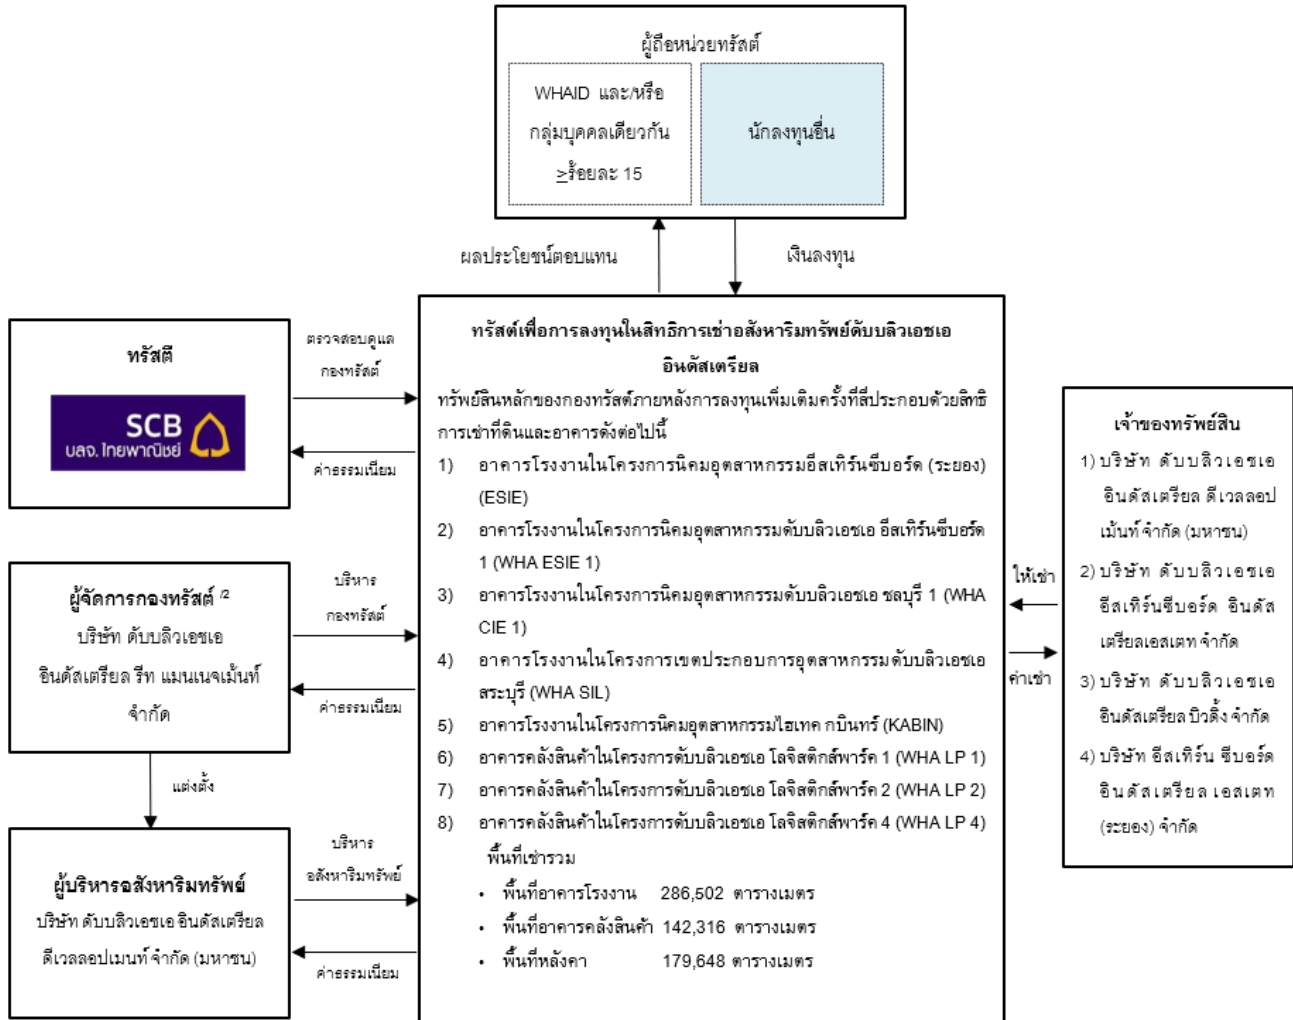 ผู้ถือหน่วยทรัสต์
WHAID และ/หรือ
กลุ่มบุคคลเดียวกัน
≥ร้อยละ 15
นักลงทุนอื่น
ผลประโยชน์ตอบแทน
เงินลงทุน
ทรัสตี
SCB
บลจ. ไทยพาณิชย์
ตรวจสอบดูแล
กองทรัสต์
ค่าธรรมเนียม
ผู้จัดการกองทรัสต์ /2
บริษัท ดับบลิวเอชเอ
อินดัสเตรียล รีท แมนเนจเม้นท์
จำกัด
บริหาร
กองทรัสต์
ค่าธรรมเนียม
แต่งตั้ง
ผู้บริหารอสังหาริมทรัพย์
บริษัท ดับบลิวเอชเอ อินดัสเตรียล
ดีเวลลอปเมนท์ จำกัด (มหาชน)
บริหาร
อสังหาริมทรัพย์
ค่าธรรมเนียม
ทรัสต์เพื่อการลงทุนในสิทธิการเช่าอสังหาริมทรัพย์ดับบลิวเอชเอ
อินดัสเตรียล
ทรัพย์สินหลักของกองทรัสต์ภายหลังการลงทุนเพิ่มเติมครั้งที่สี่ประกอบด้วยสิทธิ
การเช่าที่ดินและอาคารดังต่อไปนี้
1) อาคารโรงงานในโครงการนิคมอุตสาหกรรมอีสเทิร์นซีบอร์ด (ระยอง)
(ESIE)
2) อาคารโรงงานในโครงการนิคมอุตสาหกรรมดับบลิวเอชเอ อีสเทิร์นซีบอร์ด
1 (WHA ESIE 1)
3) อาคารโรงงานในโครงการนิคมอุตสาหกรรมดับบลิวเอชเอ ชลบุรี 1 (WHA
CIE 1)
4) อาคารโรงงานในโครงการเขตประกอบการอุตสาหกรรมดับบลิวเอชเอ
สระบุรี (WHA SIL)
5) อาคารโรงงานในโครงการนิคมอุตสาหกรรมไฮเทค กบินทร์ (KABIN)
6) อาคารคลังสินค้าในโครงการดับบลิวเอชเอ โลจิสติกส์พาร์ค 1 (WHA LP 1)
7) อาคารคลังสินค้าในโครงการดับบลิวเอชเอ โลจิสติกส์พาร์ค 2 (WHA LP 2)
8) อาคารคลังสินค้าในโครงการดับบลิวเอชเอ โลจิสติกส์พาร์ค 4 (WHA LP 4)
พื้นที่เช่ารวม
• พื้นที่อาคารโรงงาน 286,502 ตารางเมตร
• พื้นที่อาคารคลังสินค้า 142,316 ตารางเมตร
• พื้นที่หลังคา 179,648 ตารางเมตร
ให้เช่า
ค่าเช่า
เจ้าของทรัพย์สิน
1) บริษัท ดับบลิวเอชเอ
อินดัสเตรียล ดีเวลลอป
เม้นท์ จำกัด (มหาชน)
2) บริษัท ดับบลิวเอชเอ
อีสเทิร์นซีบอร์ด อินดัส
เตรียลเอสเตท จำกัด
3) บริษัท ดับบลิวเอชเอ
อินดัสเตรียล บิวดิ้ง จำกัด
4) บริษัท อีสเทิร์น ซีบอร์ด
อินดัสเตรียล เอสเตท
(ระยอง) จำกัด